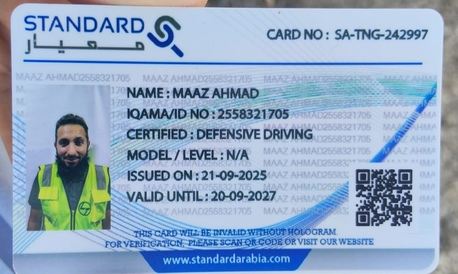 STANDARD
معيار
CARD NO : SA-TNG-242997
MAAZ AHMAD2558321705
NAME : MAAZ AHMAD
IQAMA/ID NO : 2558321705
CERTIFIED : DEFENSIVE DRIVING
MODEL / LEVEL : N/A
ISSUED ON : 21-09-2025
VALID UNTIL : 20-09-2027
THIS CARD WILL BE INVALID WITHOUT HOLOGRAM.
FOR VERIFICATION, PLEASE SCAN QR CODE OR VISIT OUR WEBSITE
www.standardarabia.com